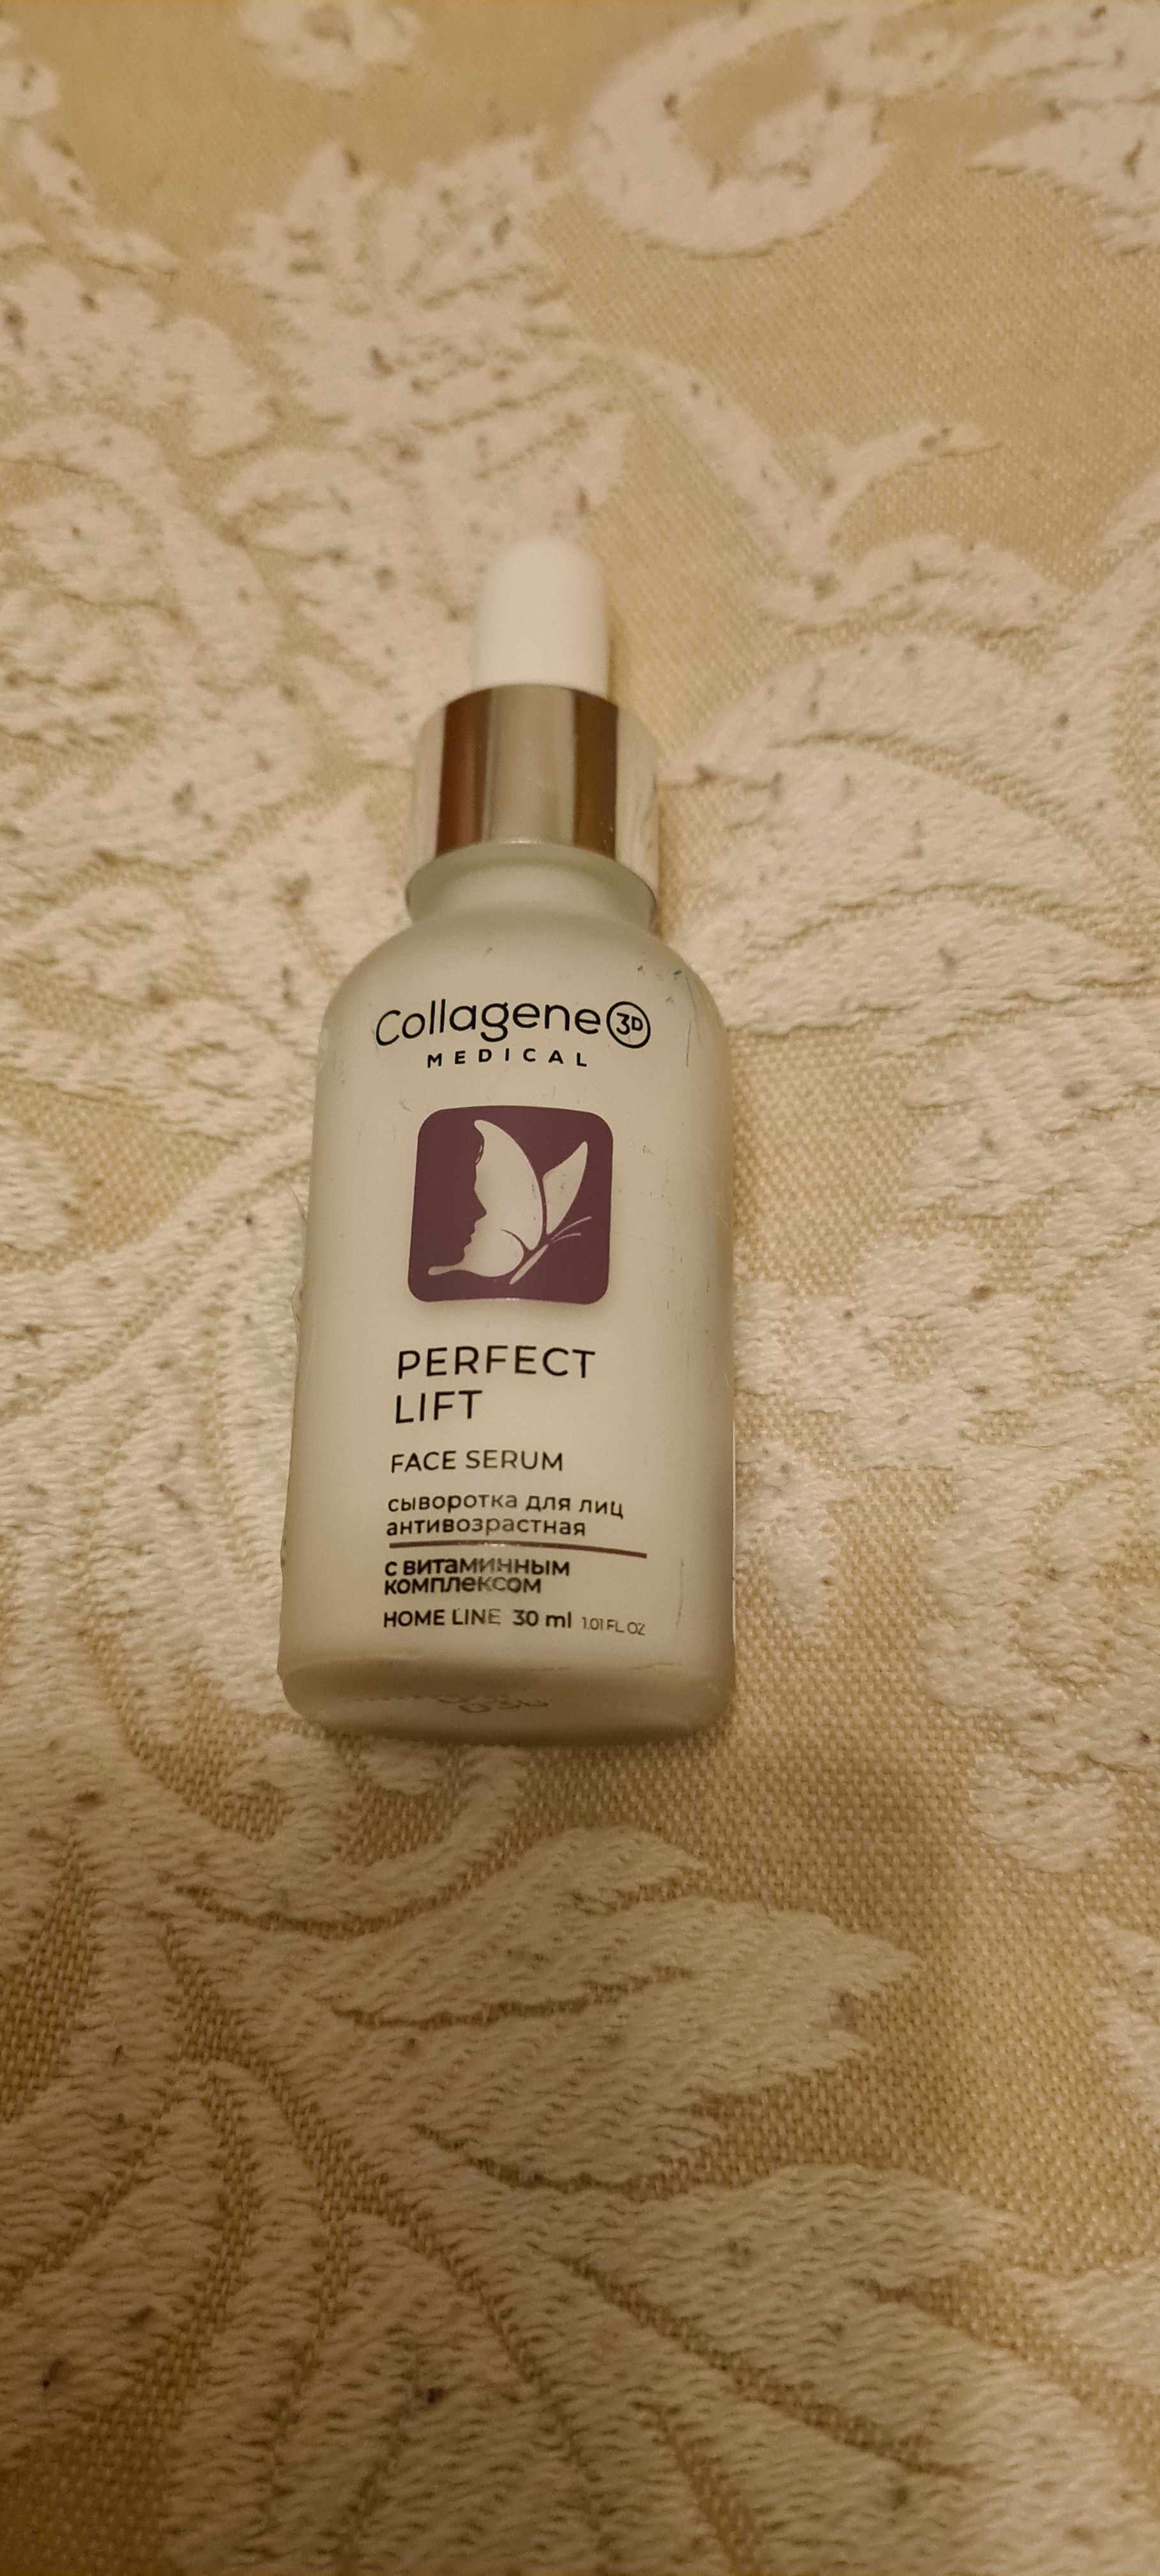 Collagene 3D
MEDICAL
PERFECT
LIFT
FACE SERUM
сыворотка для лиц
антивозрастная
с витаминным
комплексом
HOME LINE 30 ml 1.01 FL OZ